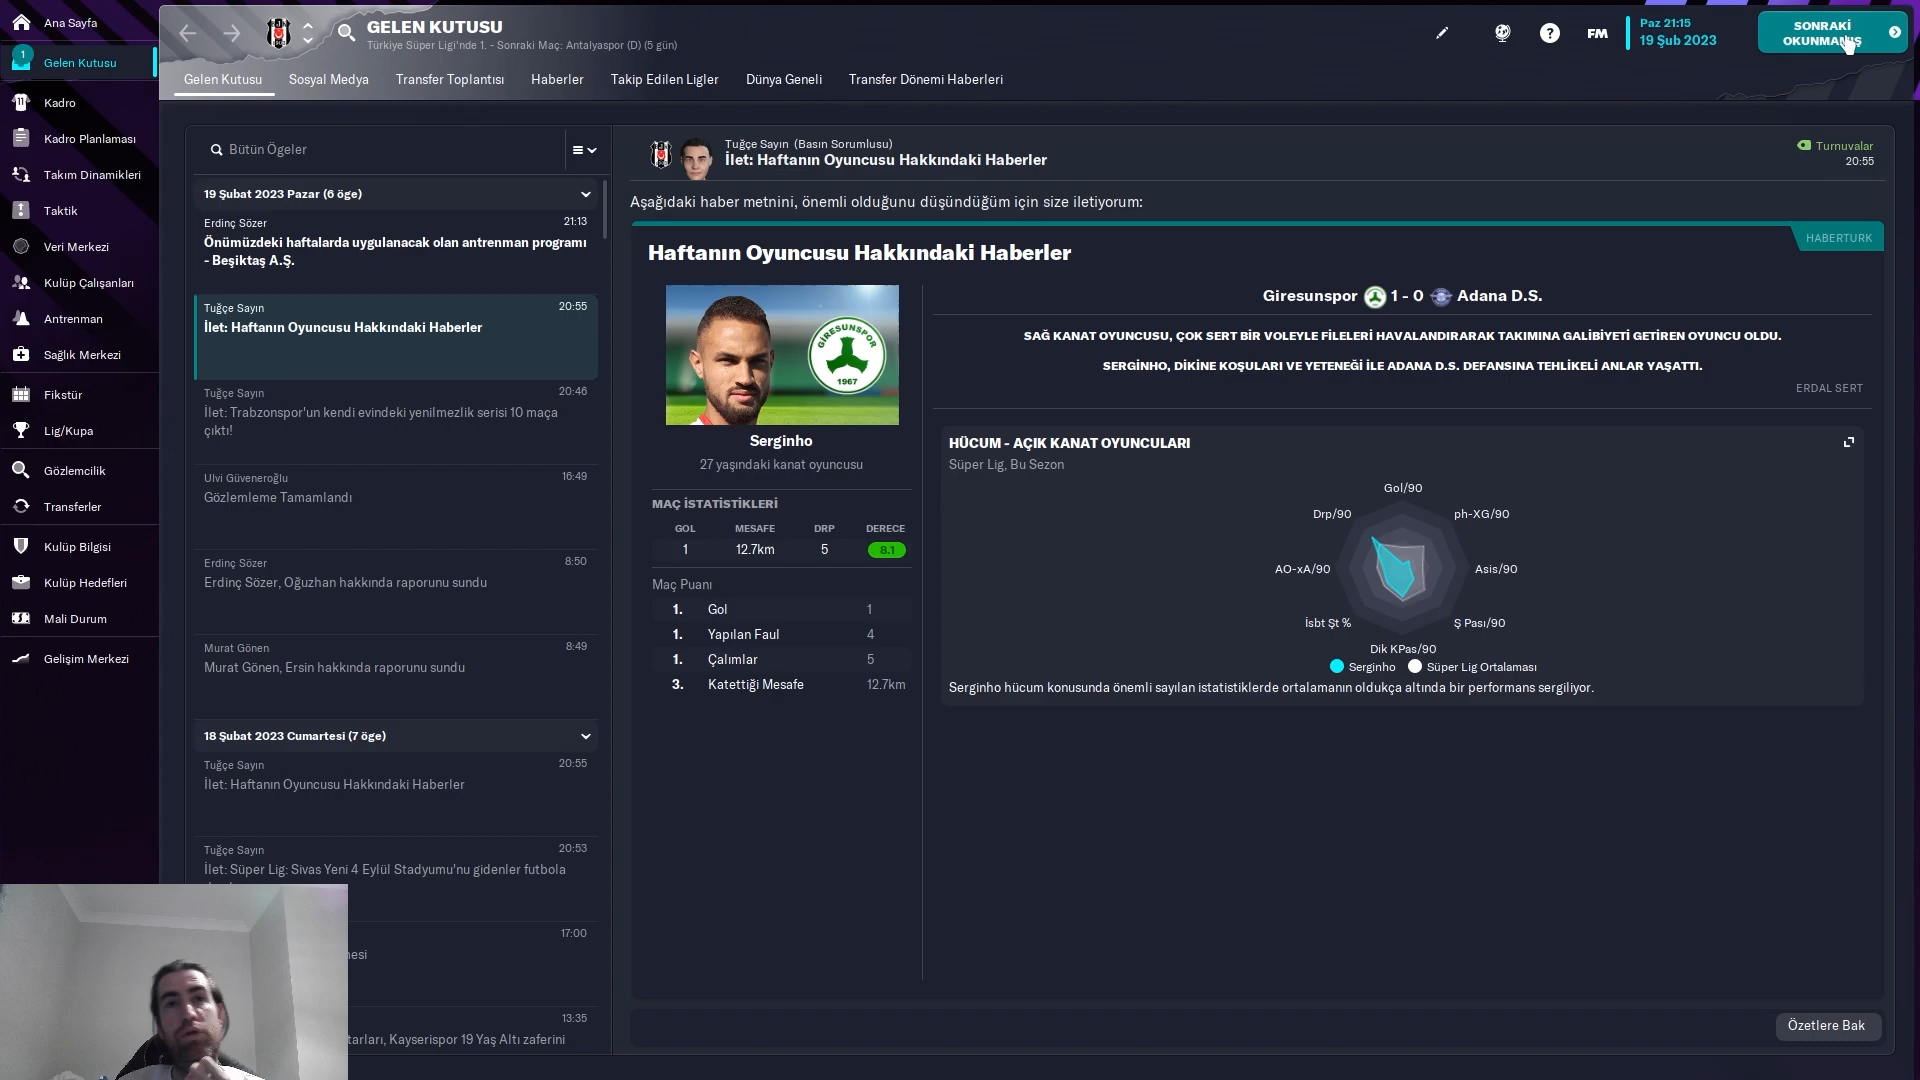 Ana Sayfa
1
Gelen Kutusu
Kadro
Kadro Planlaması
Takım Dinamikleri
Taktik
Veri Merkezi
Kulüp Çalışanları
Antrenman
Sağlık Merkezi
Fikstür
Lig/Kupa
Gözlemcilik
Transferler
Kulüp Bilgisi
Kulüp Hedefleri
Mali Durum
Gelişim Merkezi
GELEN KUTUSU
Türkiye Süper Ligi'nde 1. - Sonraki Maç: Antalyaspor (D) (5 gün)
FM
Paz 21:15
19 Şub 2023
SONRAKİ
OKUNMAMIŞ
Gelen Kutusu Sosyal Medya Transfer Toplantısı Haberler Takip Edilen Ligler Dünya Geneli Transfer Dönemi Haberleri
Bütün Ögeler
19 Şubat 2023 Pazar (6 öge)
Erdinç Sözer 21:13
Önümüzdeki haftalarda uygulanacak olan antrenman programı
- Beşiktaş A.Ş.
Tuğçe Sayın 20:55
İlet: Haftanın Oyuncusu Hakkındaki Haberler
Tuğçe Sayın 20:46
İlet: Trabzonspor'un kendi evindeki yenilmezlik serisi 10 maça
çıktı!
Ulvi Güveneroğlu 16:49
Gözlemleme Tamamlandı
Erdinç Sözer 8:50
Erdinç Sözer, Oğuzhan hakkında raporunu sundu
Murat Gönen 8:49
Murat Gönen, Ersin hakkında raporunu sundu
18 Şubat 2023 Cumartesi (7 öge)
Tuğçe Sayın 20:55
İlet: Haftanın Oyuncusu Hakkındaki Haberler
Tuğçe Sayın 20:53
İlet: Süper Lig: Sivas Yeni 4 Eylül Stadyumu'nu gidenler futbola
17:00
13:35
Kayserispor 19 Yaş Altı zaferini
Tuğçe Sayın (Basın Sorumlusu)
İlet: Haftanın Oyuncusu Hakkındaki Haberler
Turnuvalar
20:55
Aşağıdaki haber metnini, önemli olduğunu düşündüğüm için size iletiyorum:
HABERTURK
Haftanın Oyuncusu Hakkındaki Haberler
GİRESUNSPOR
1967
Serginho
27 yaşındaki kanat oyuncusu
MAÇ İSTATİSTİKLERİ
GOL MESAFE DRP DERECE
1 12.7km 5 8.1
Maç Puanı
1. Gol 1
1. Yapılan Faul 4
1. Çalımlar 5
3. Katettiği Mesafe 12.7km
Giresunspor 1 - 0 Adana D.S.
SAĞ KANAT OYUNCUSU, ÇOK SERT BİR VOLEYLE FİLELERİ HAVALANDIRARAK TAKIMINA GALİBİYETİ GETİREN OYUNCU OLDU.
SERGİNHO, DİKİNE KOŞULARI VE YETENEĞİ İLE ADANA D.S. DEFANSINA TEHLİKELİ ANLAR YAŞATTI.
ERDAL SERT
HÜCUM - AÇIK KANAT OYUNCULARI
Süper Lig, Bu Sezon
Gol/90
Drp/90 ph-XG/90
AO-xA/90 Asis/90
İsbt Şt % Ş Pası/90
Dik KPas/90
Serginho Süper Lig Ortalaması
Serginho hücum konusunda önemli sayılan istatistiklerde ortalamanın oldukça altında bir performans sergiliyor.
Özetlere Bak